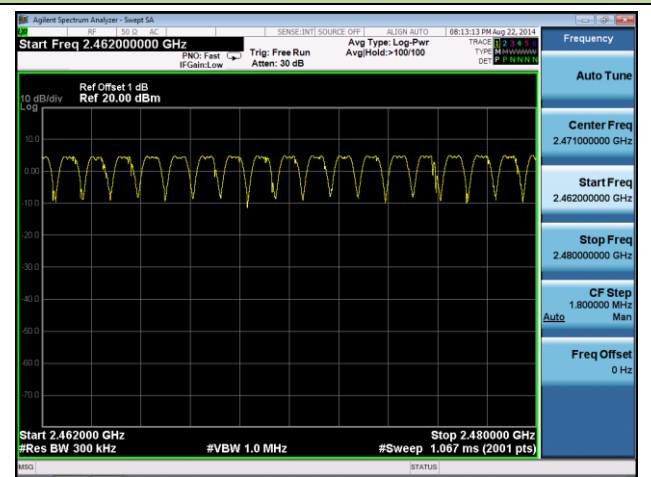 Agilent Spectrum Analyzer - Swept SA
RF 50 Ω AC SENSE:INT SOURCE OFF ALIGN AUTO 08:13:13 PM Aug 22, 2014
Start Freq 2.462000000 GHz
PNO: Fast
IFGain:Low
Trig: Free Run
Atten: 30 dB
Avg Type: Log-Pwr
Avg|Hold:>100/100
TRACE 1 2 3 4 5 6
TYPE MWWWWW
DET P P N N N N
Frequency
Auto Tune
Center Freq
2.471000000 GHz
Start Freq
2.462000000 GHz
Stop Freq
2.480000000 GHz
CF Step
1.800000 MHz
Auto Man
Freq Offset
0 Hz
Ref Offset 1 dB
10 dB/div Ref 20.00 dBm
Log
10.0
0.00
-10.0
-20.0
-30.0
-40.0
-50.0
-60.0
-70.0
Start 2.462000 GHz Stop 2.480000 GHz
#Res BW 300 kHz #VBW 1.0 MHz #Sweep 1.067 ms (2001 pts)
MSG STATUS